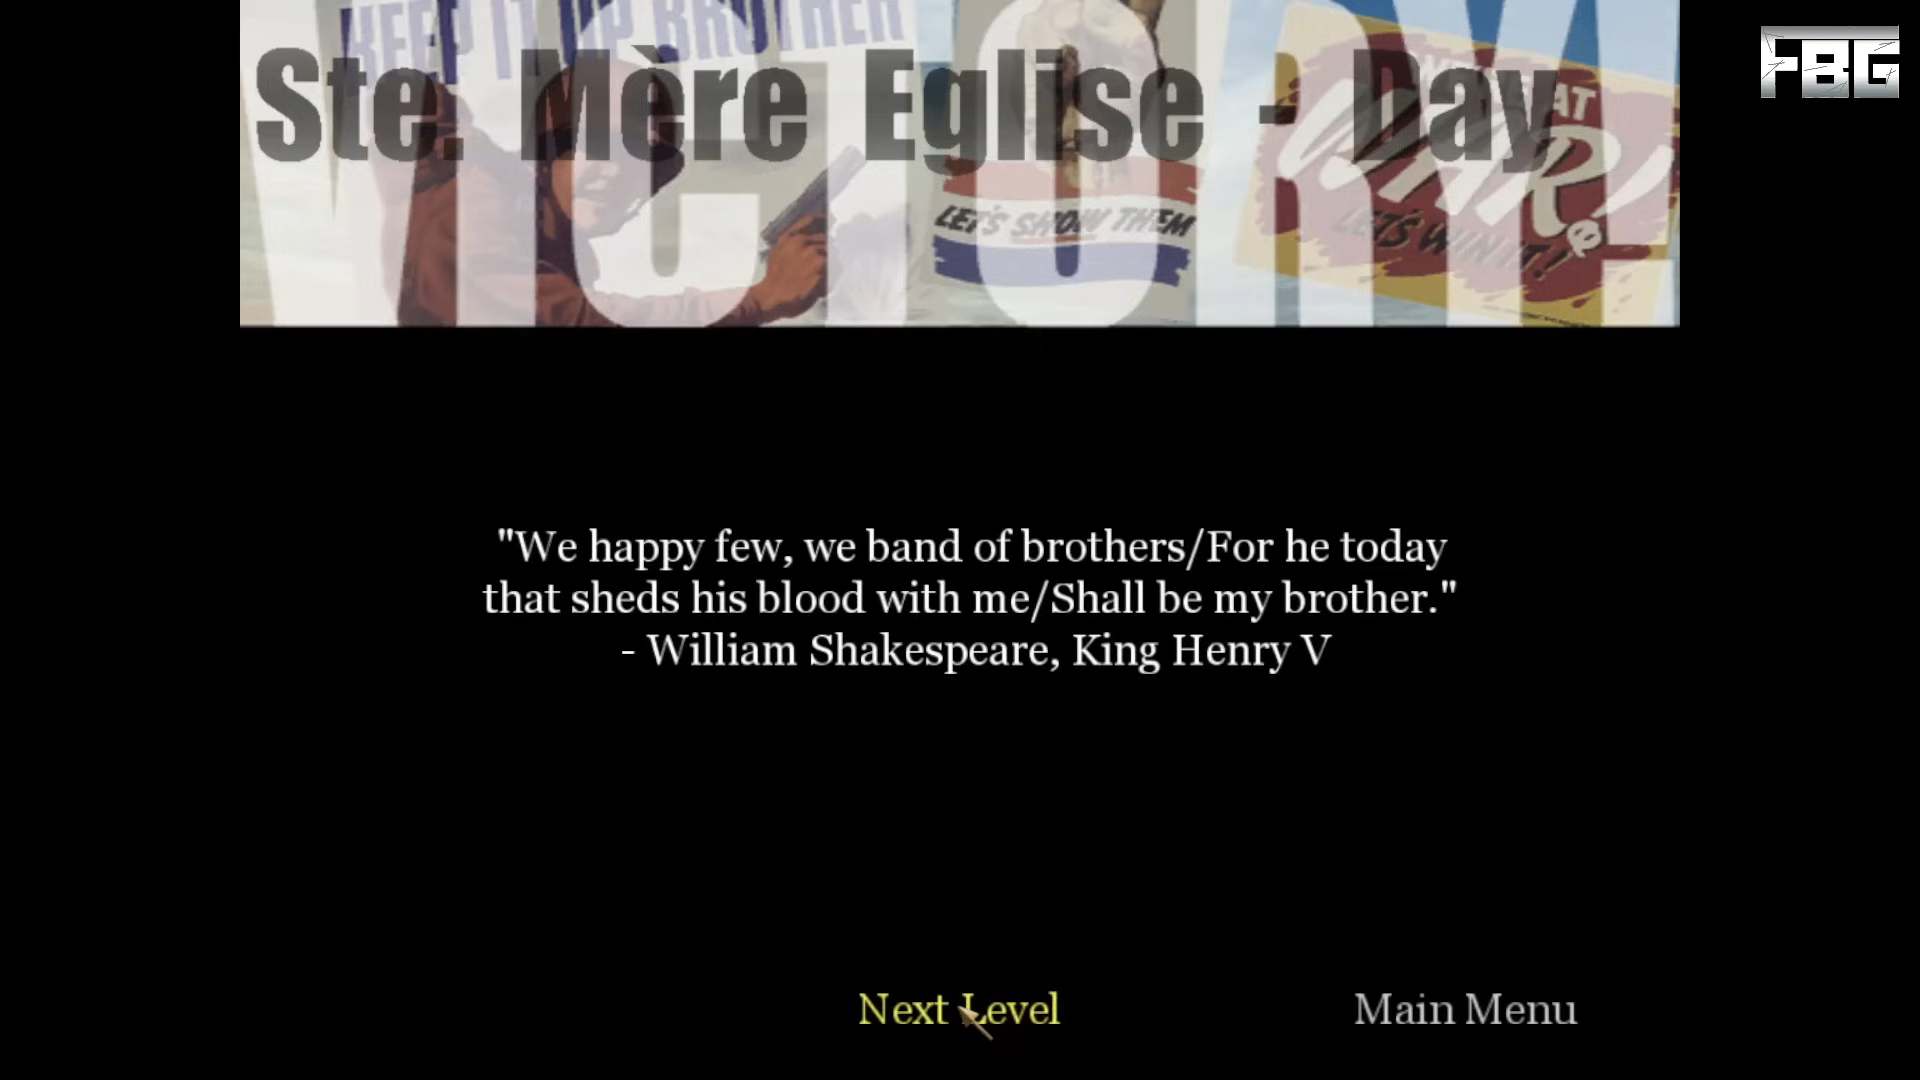 KEEP IT UP BROTHER
VICTORY!
Ste. Mère Eglise - Day
FBG
WAR!
LET'S SHOW THEM
LET'S WIN IT!
"We happy few, we band of brothers/For he today
that sheds his blood with me/Shall be my brother."
- William Shakespeare, King Henry V
Next Level
Main Menu